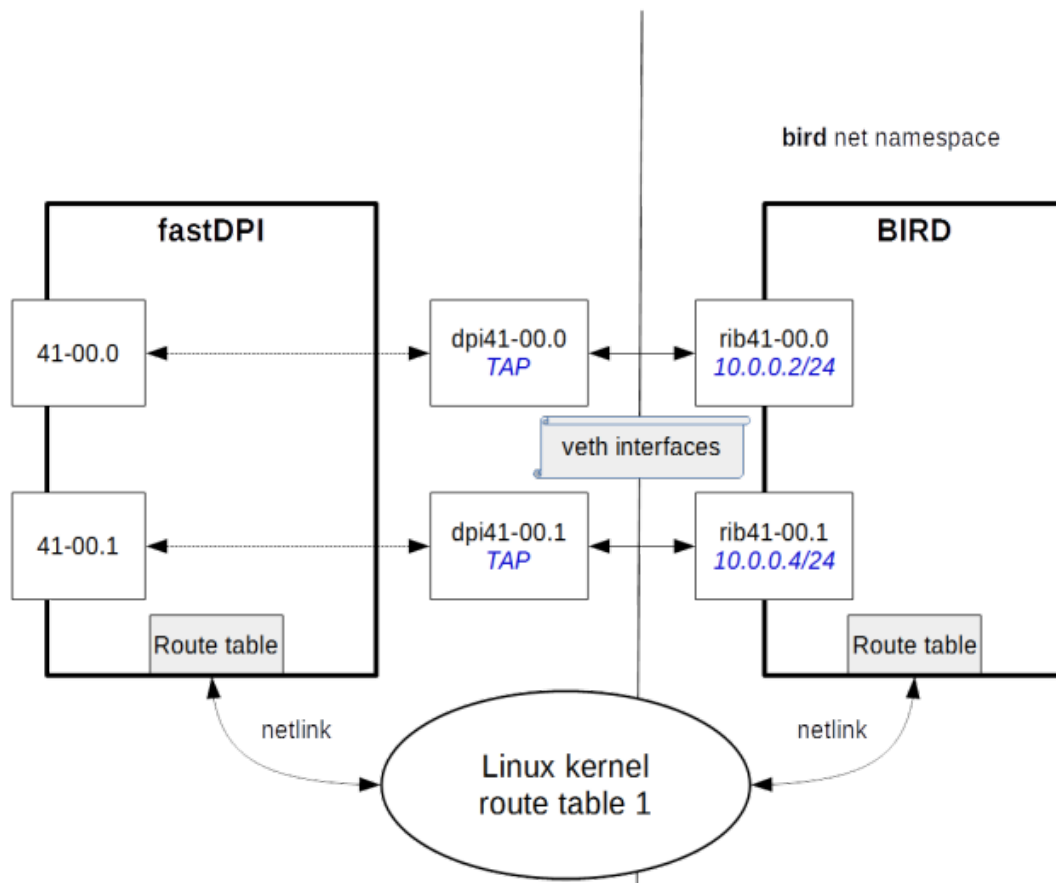 bird net namespace
fastDPI
BIRD
41-00.0
dpi41-00.0
TAP
rib41-00.0
10.0.0.2/24
veth interfaces
41-00.1
dpi41-00.1
TAP
rib41-00.1
10.0.0.4/24
Route table
Route table
netlink
netlink
Linux kernel
route table 1